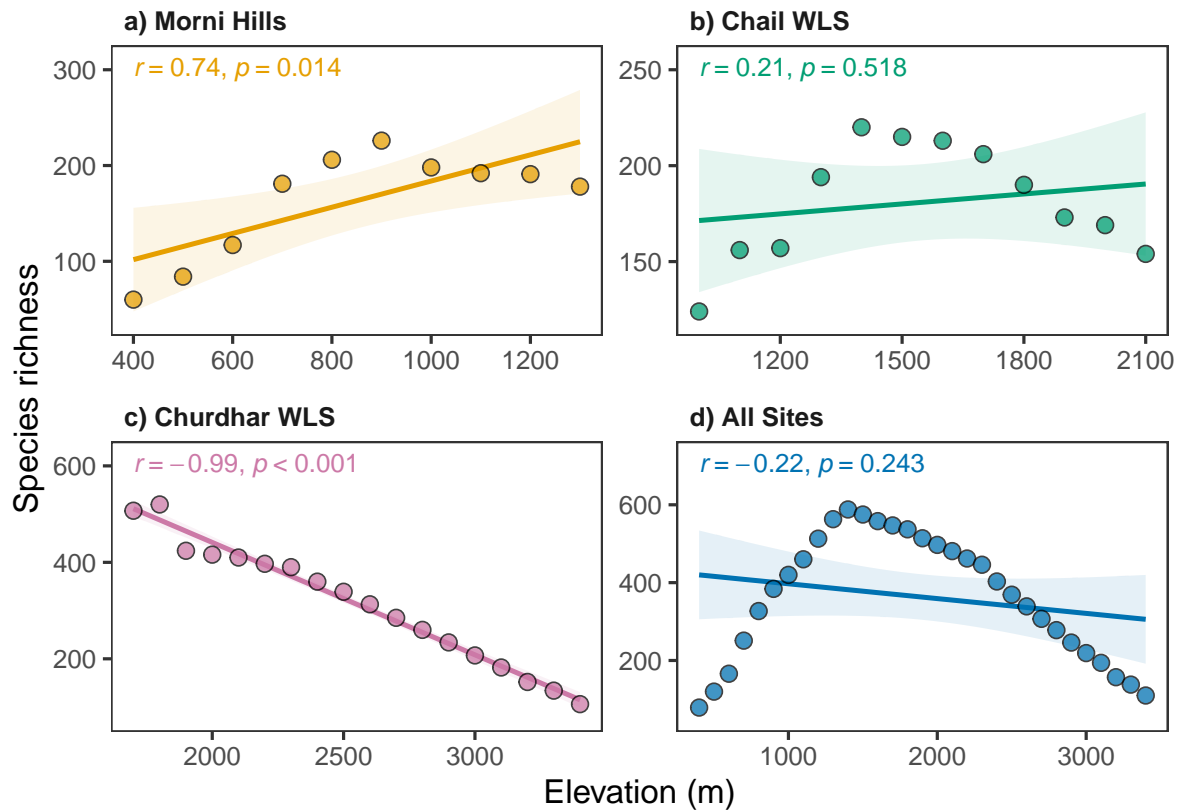 a) Morni Hills
r = 0.74, p = 0.014
300
200
100
400 600 800 1000 1200
b) Chail WLS
r = 0.21, p = 0.518
250
200
150
1200 1500 1800 2100
c) Churdhar WLS
r = −0.99, p < 0.001
600
400
200
2000 2500 3000
d) All Sites
r = −0.22, p = 0.243
600
400
200
1000 2000 3000
Species richness
Elevation (m)